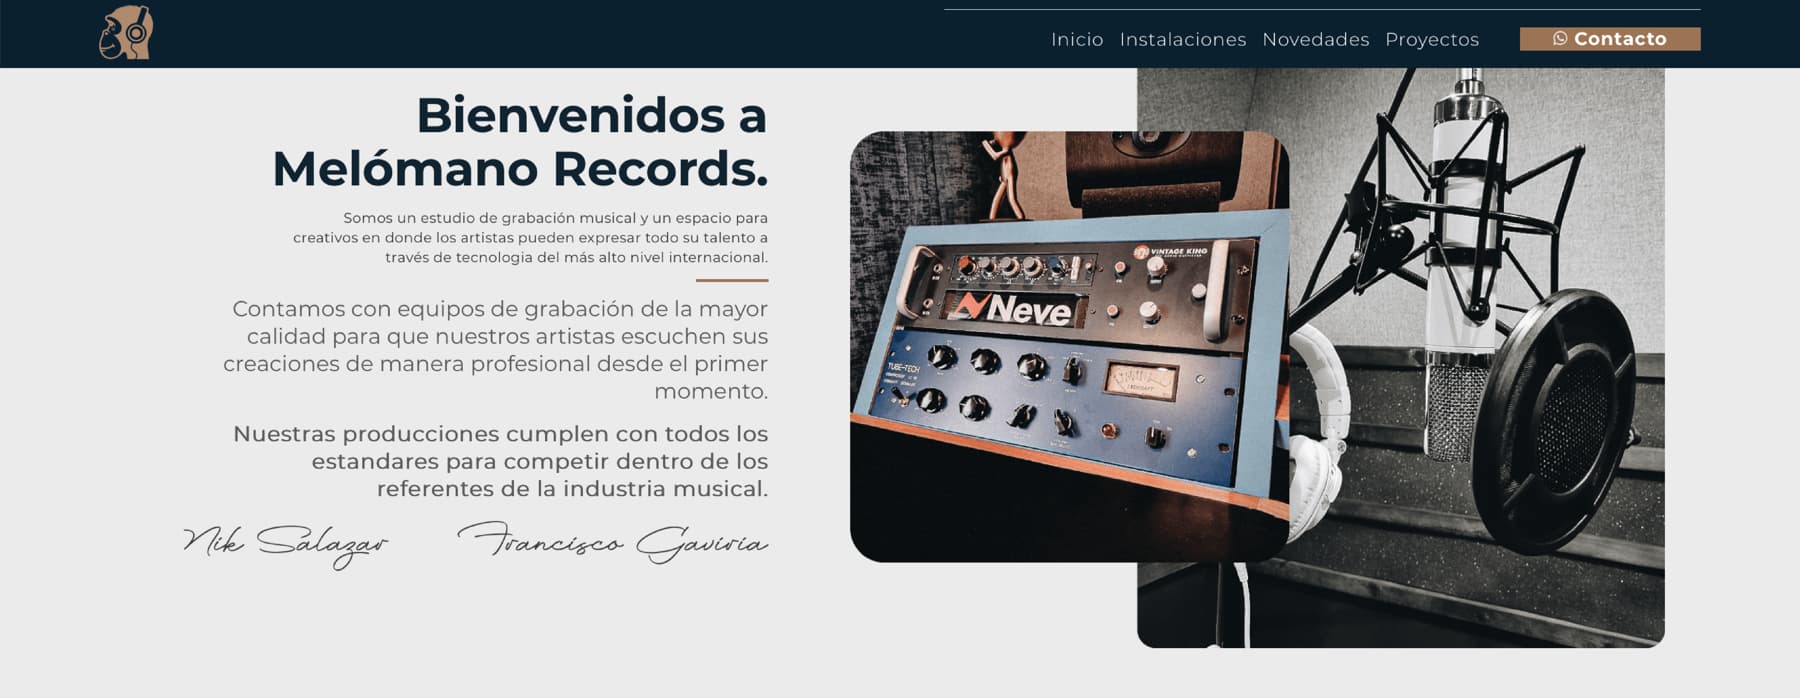 Inicio Instalaciones Novedades Proyectos Contacto
Bienvenidos a
Melómano Records.
Somos un estudio de grabación musical y un espacio para
creativos en donde los artistas pueden expresar todo su talento a
través de tecnologia del más alto nivel internacional.
Contamos con equipos de grabación de la mayor
calidad para que nuestros artistas escuchen sus
creaciones de manera profesional desde el primer
momento.
Nuestras producciones cumplen con todos los
estandares para competir dentro de los
referentes de la industria musical.
Nik Salazar Francisco Gaviria
VINTAGE KING
Neve
TUBE-TECH